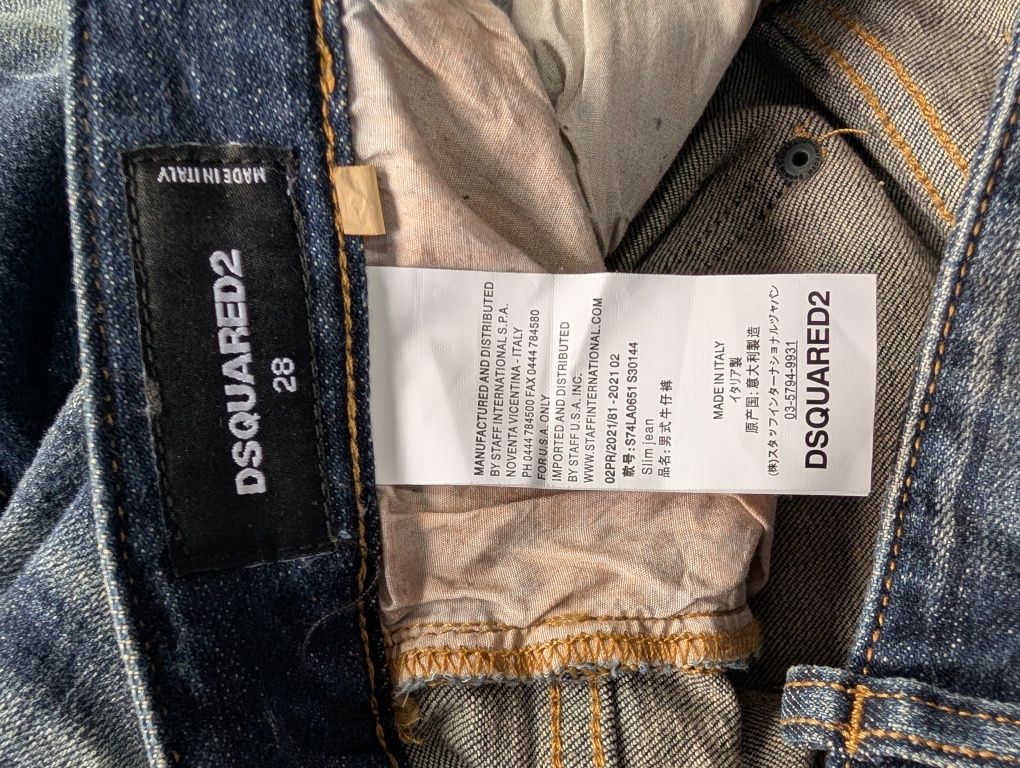 MADE IN ITALY
DSQUARED2
28
MANUFACTURED AND DISTRIBUTED
BY STAFF INTERNATIONAL S.P.A.
NOVENTA VICENTINA - ITALY
PH 0444 784500 FAX 0444 784580
FOR U.S.A. ONLY
IMPORTED AND DISTRIBUTED
BY STAFF U.S.A. INC.
WWW.STAFFINTERNATIONAL.COM
02PR/2021/61 - 2021 02
款号: S74LA0651 S30144
Slim jean
品名: 男式牛仔裤
MADE IN ITALY
イタリア製
原产国: 意大利製造
(株)スタッフインターナショナルジャパン
03-5794-9931
DSQUARED2